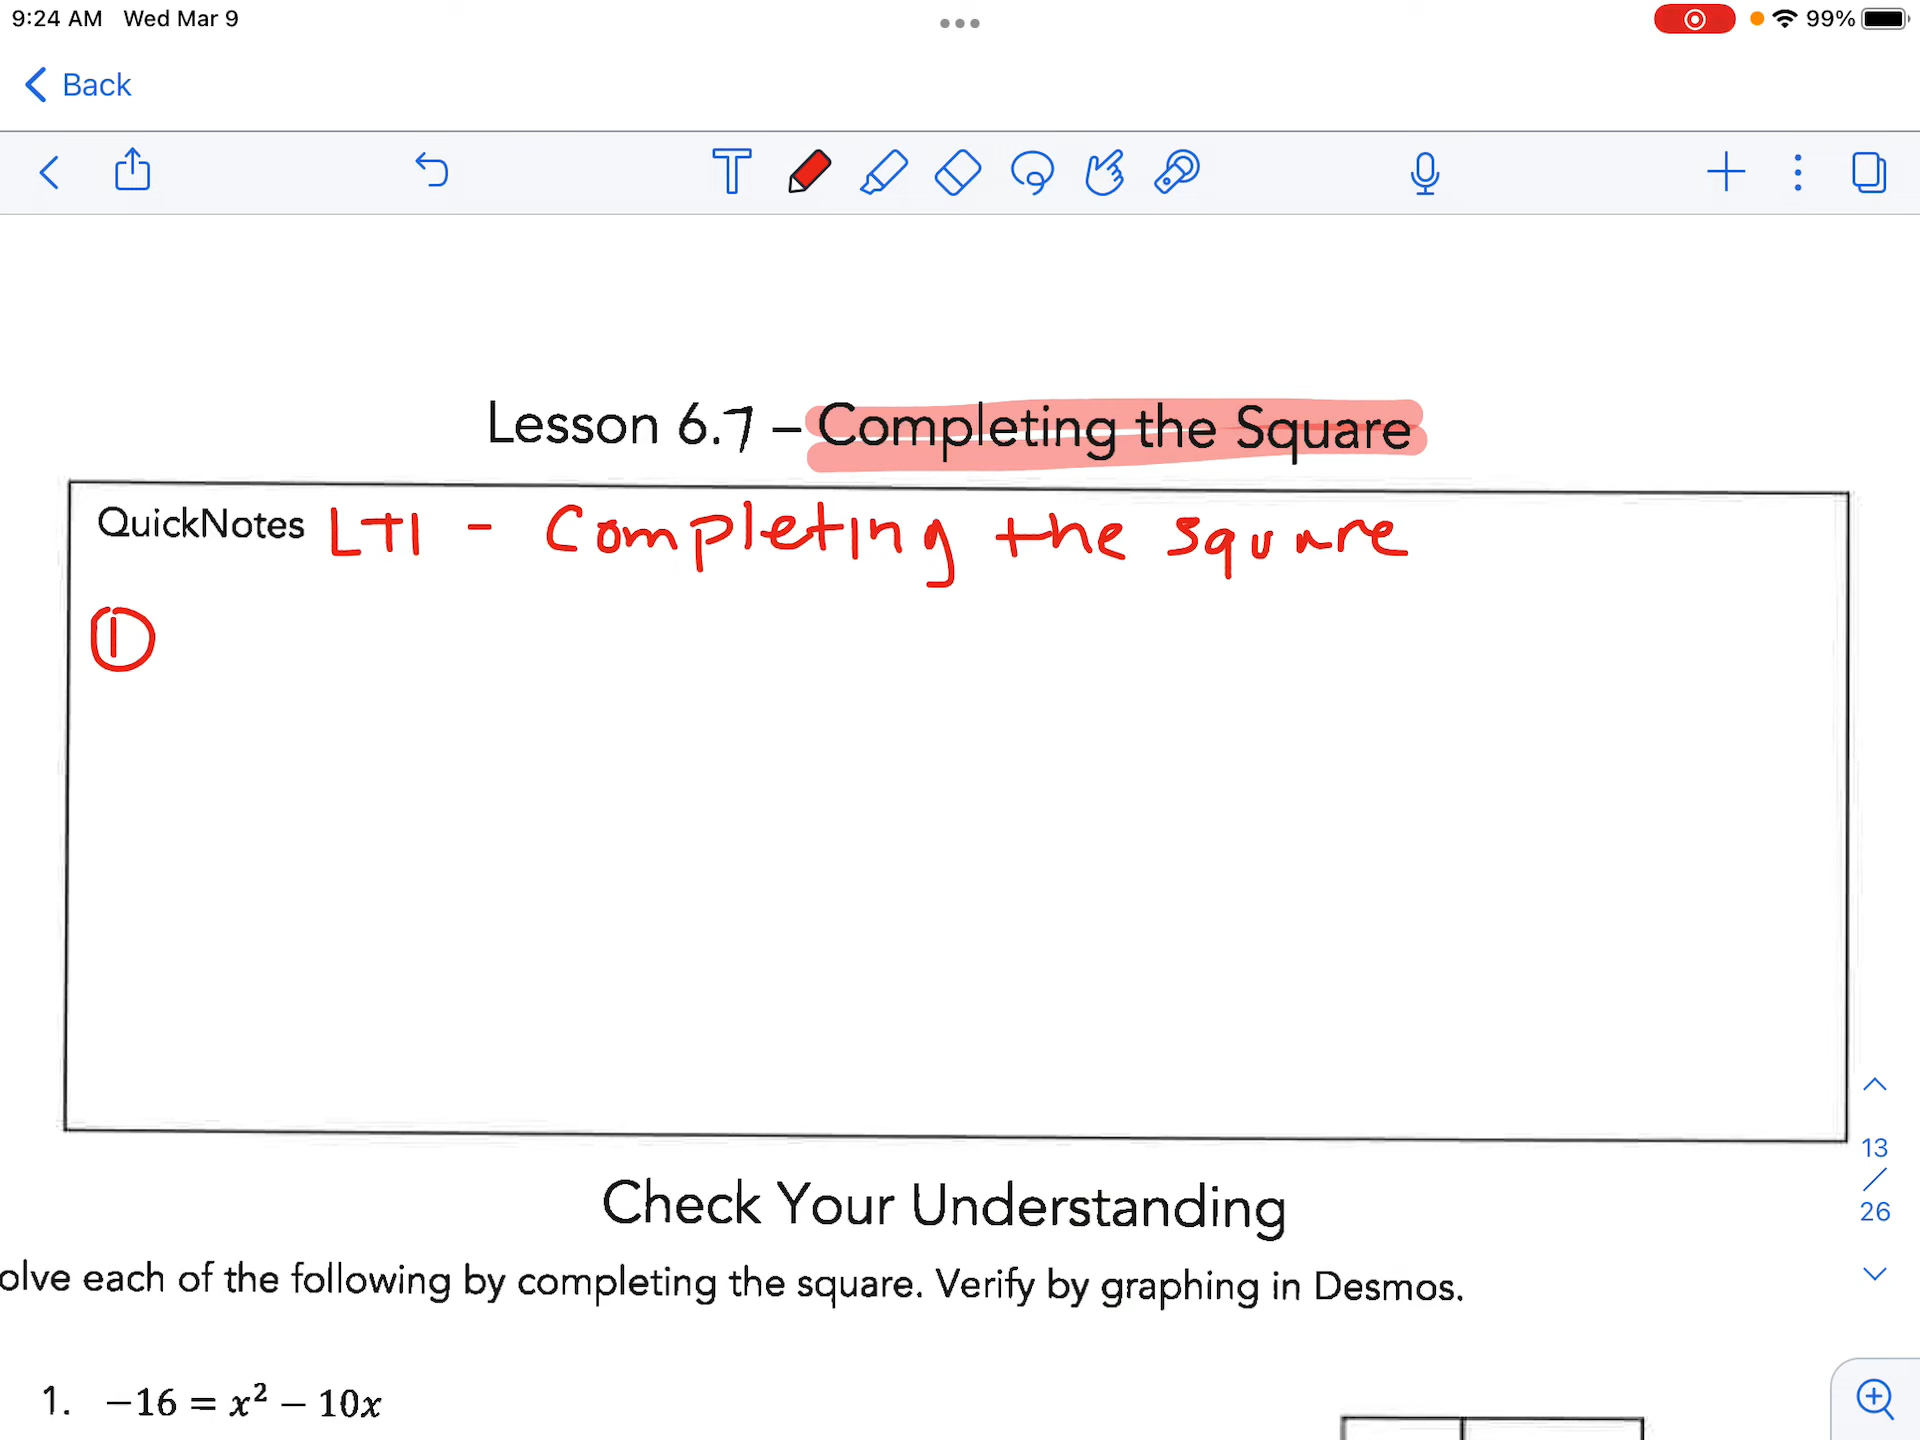 9:24 AM Wed Mar 9
99%
Back
T
Lesson 6.7 – Completing the Square
QuickNotes LT1 - Completing the square
①
13
/
26
Check Your Understanding
olve each of the following by completing the square. Verify by graphing in Desmos.
1. −16 = x² − 10x